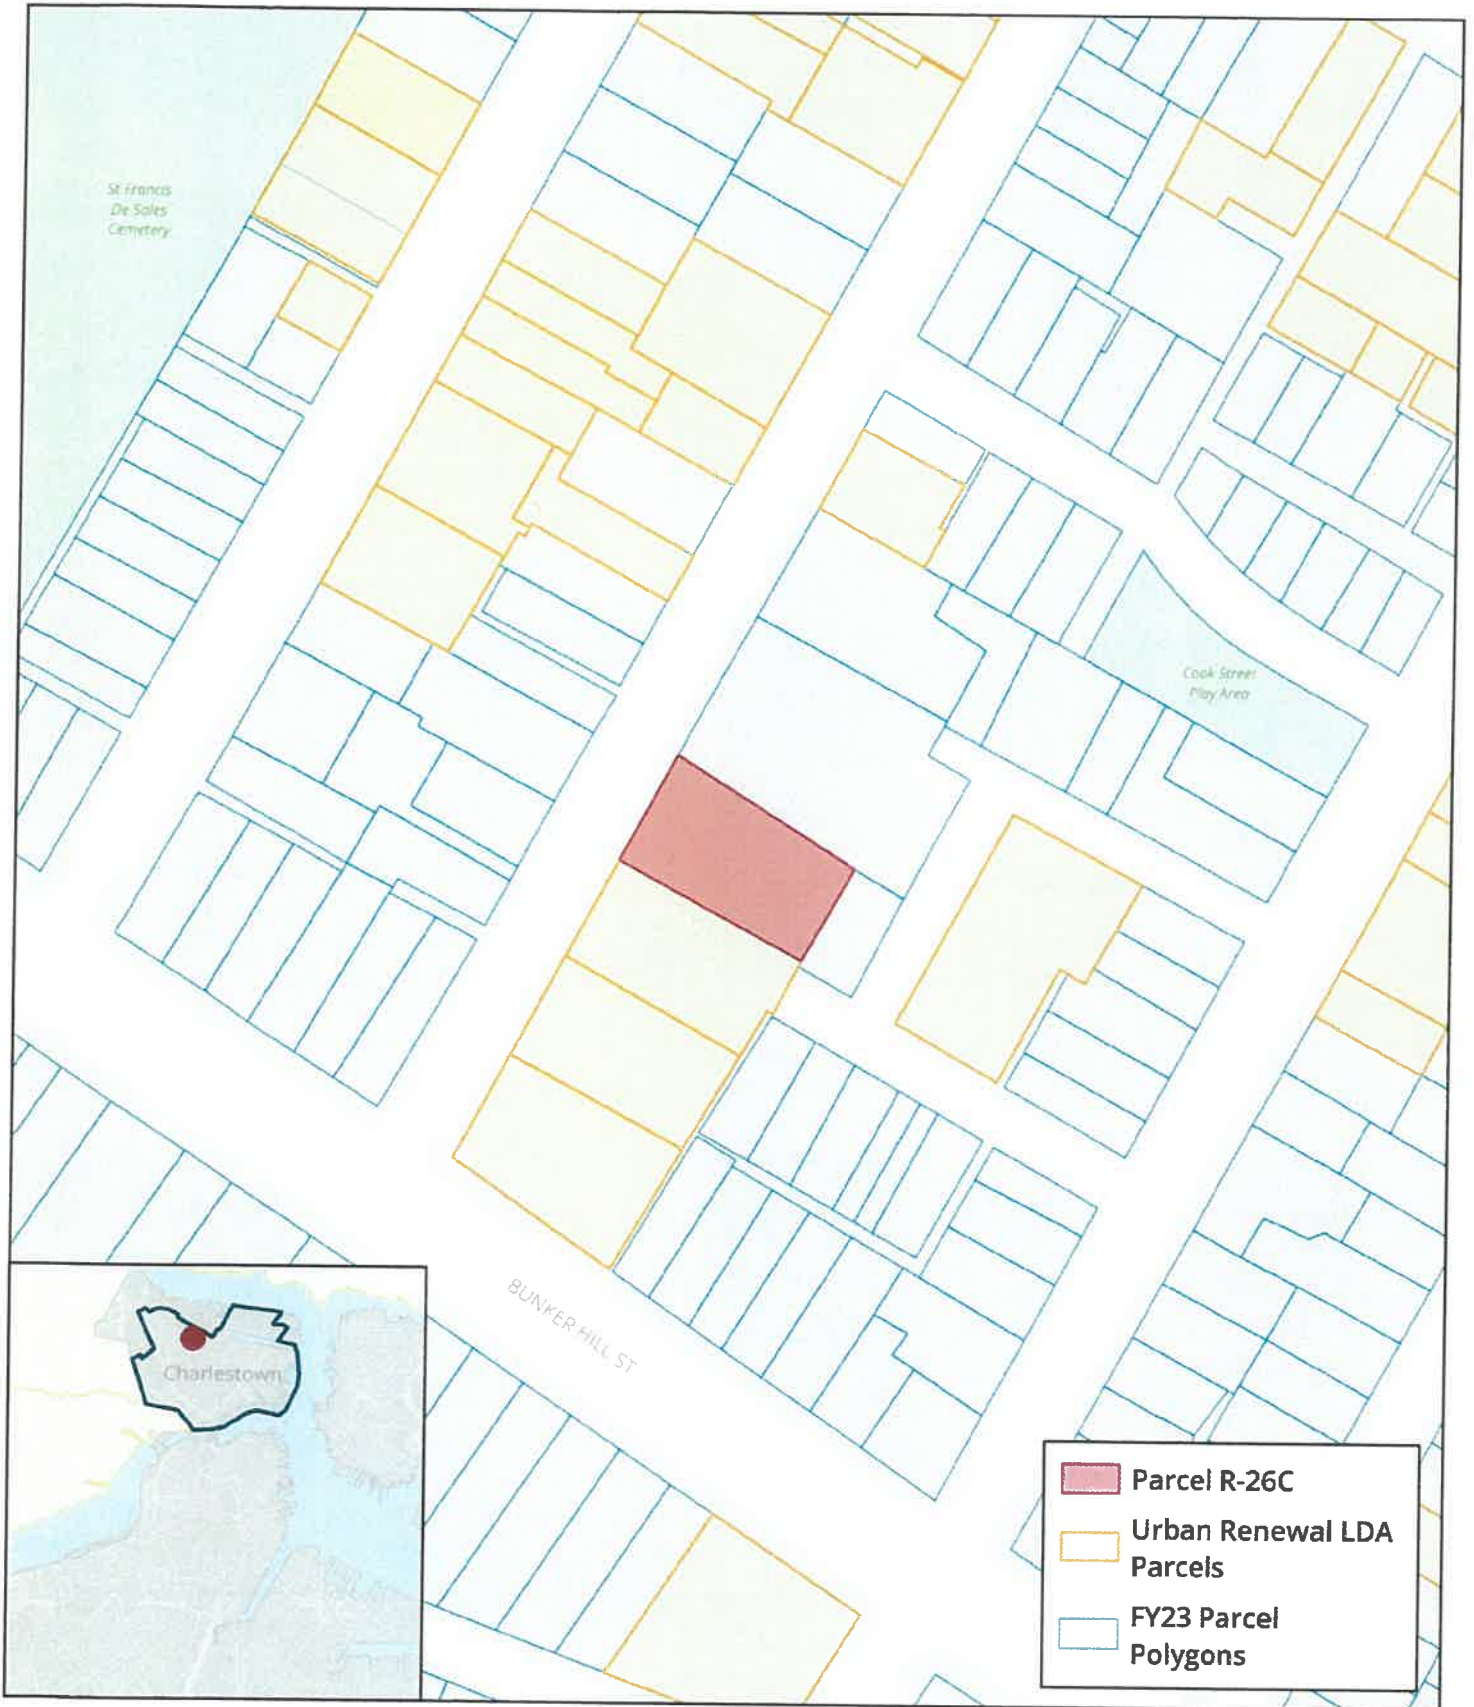 St Francis
De Sales
Cemetery
Cook Street
Play Area
BUNKER HILL ST
Charlestown
Parcel R-26C
Urban Renewal LDA
Parcels
FY23 Parcel
Polygons